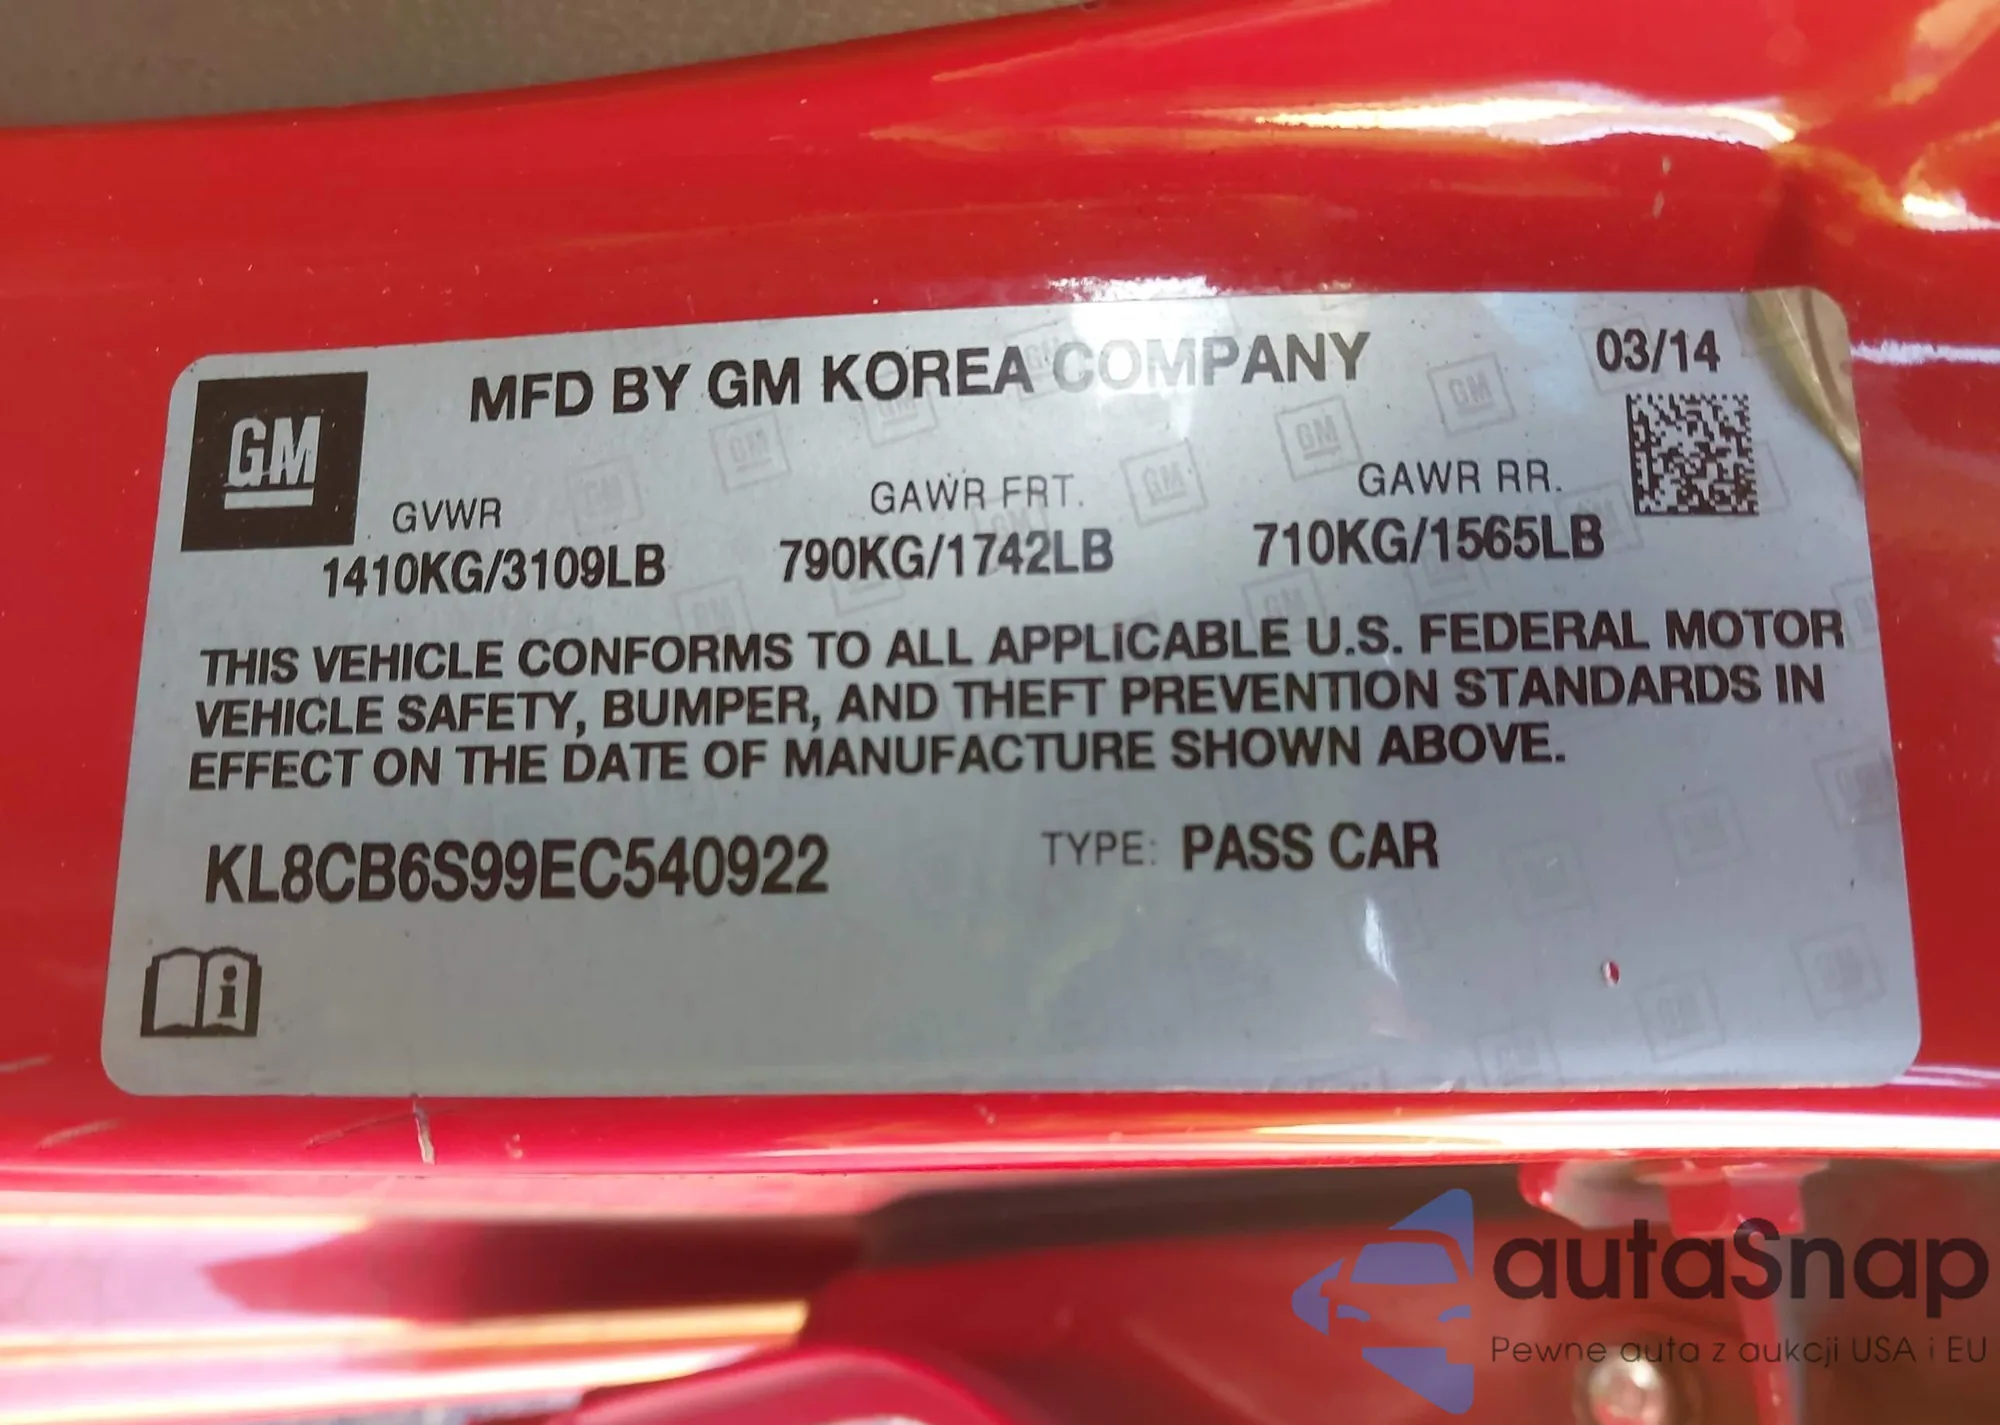 GM
MFD BY GM KOREA COMPANY
03/14
GVWR
1410KG/3109LB
GAWR FRT.
790KG/1742LB
GAWR RR.
710KG/1565LB
THIS VEHICLE CONFORMS TO ALL APPLICABLE U.S. FEDERAL MOTOR
VEHICLE SAFETY, BUMPER, AND THEFT PREVENTION STANDARDS IN
EFFECT ON THE DATE OF MANUFACTURE SHOWN ABOVE.
KL8CB6S99EC540922
TYPE: PASS CAR
i
autaSnap
Pewne auta z aukcji USA i EU